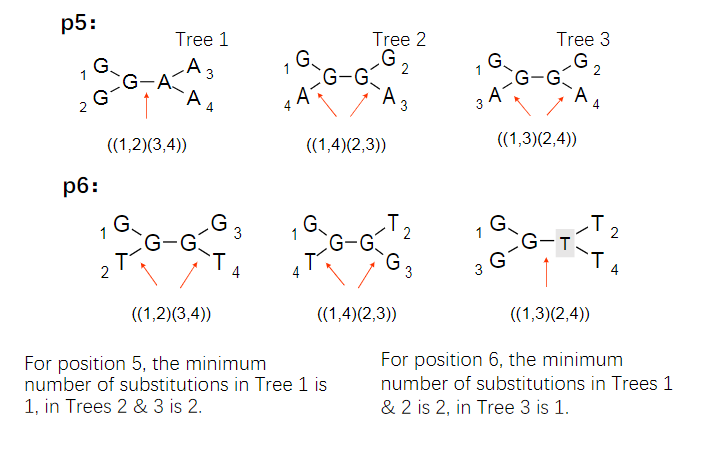 p5:
Tree 1
Tree 2
Tree 3
1 G A 3
G–A
2 G A 4
1 G G 2
G–G
4 A A 3
1 G G 2
G–G
3 A A 4
((1,2)(3,4))
((1,4)(2,3))
((1,3)(2,4))
p6:
1 G G 3
G–G
2 T T 4
1 G T 2
G–G
4 T G 3
1 G T 2
G–T
3 G T 4
((1,2)(3,4))
((1,4)(2,3))
((1,3)(2,4))
For position 5, the minimum
number of substitutions in Tree 1 is
1, in Trees 2 & 3 is 2.
For position 6, the minimum
number of substitutions in Trees 1
& 2 is 2, in Tree 3 is 1.